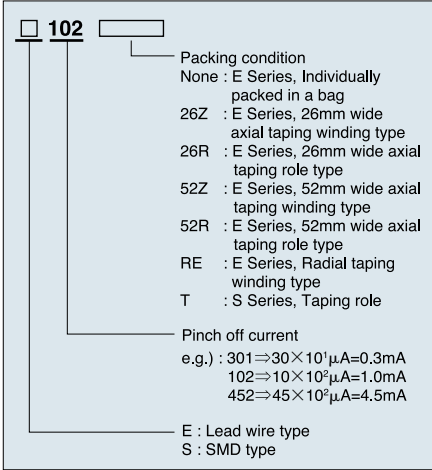 □ 102
Packing condition
None : E Series, Individually
packed in a bag
26Z : E Series, 26mm wide
axial taping winding type
26R : E Series, 26mm wide axial
taping role type
52Z : E Series, 52mm wide axial
taping winding type
52R : E Series, 52mm wide axial
taping role type
RE : E Series, Radial taping
winding type
T : S Series, Taping role
Pinch off current
e.g.) : 301⇒30×10¹μA=0.3mA
102⇒10×10²μA=1.0mA
452⇒45×10²μA=4.5mA
E : Lead wire type
S : SMD type